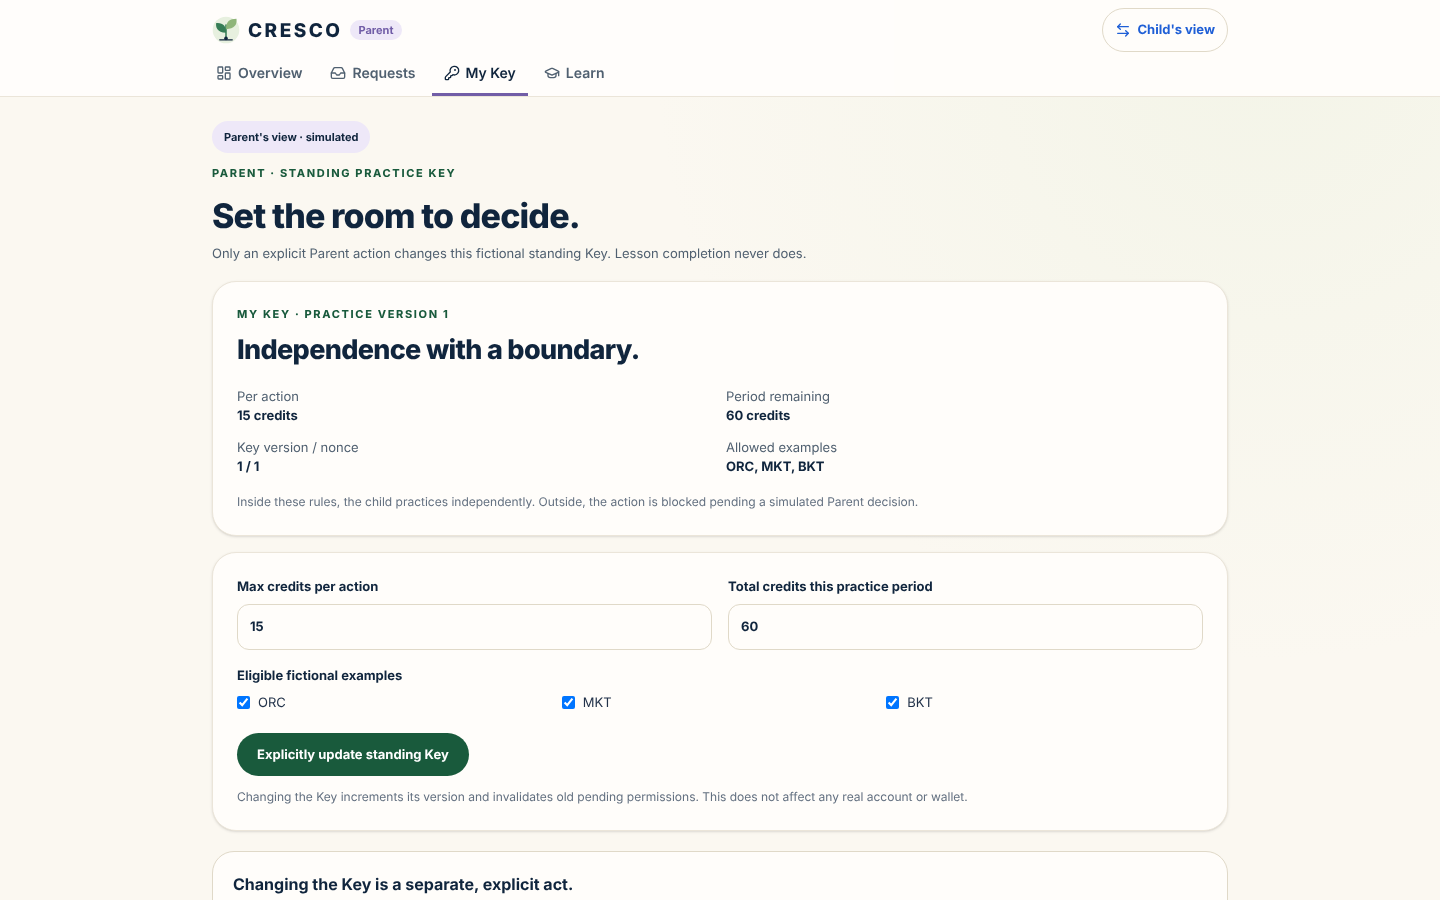 CRESCO Parent
Child's view
Overview Requests My Key Learn
Parent's view · simulated
PARENT · STANDING PRACTICE KEY
Set the room to decide.
Only an explicit Parent action changes this fictional standing Key. Lesson completion never does.
MY KEY · PRACTICE VERSION 1
Independence with a boundary.
Per action
15 credits
Period remaining
60 credits
Key version / nonce
1 / 1
Allowed examples
ORC, MKT, BKT
Inside these rules, the child practices independently. Outside, the action is blocked pending a simulated Parent decision.
Max credits per action
15
Total credits this practice period
60
Eligible fictional examples
ORC MKT BKT
Explicitly update standing Key
Changing the Key increments its version and invalidates old pending permissions. This does not affect any real account or wallet.
Changing the Key is a separate, explicit act.